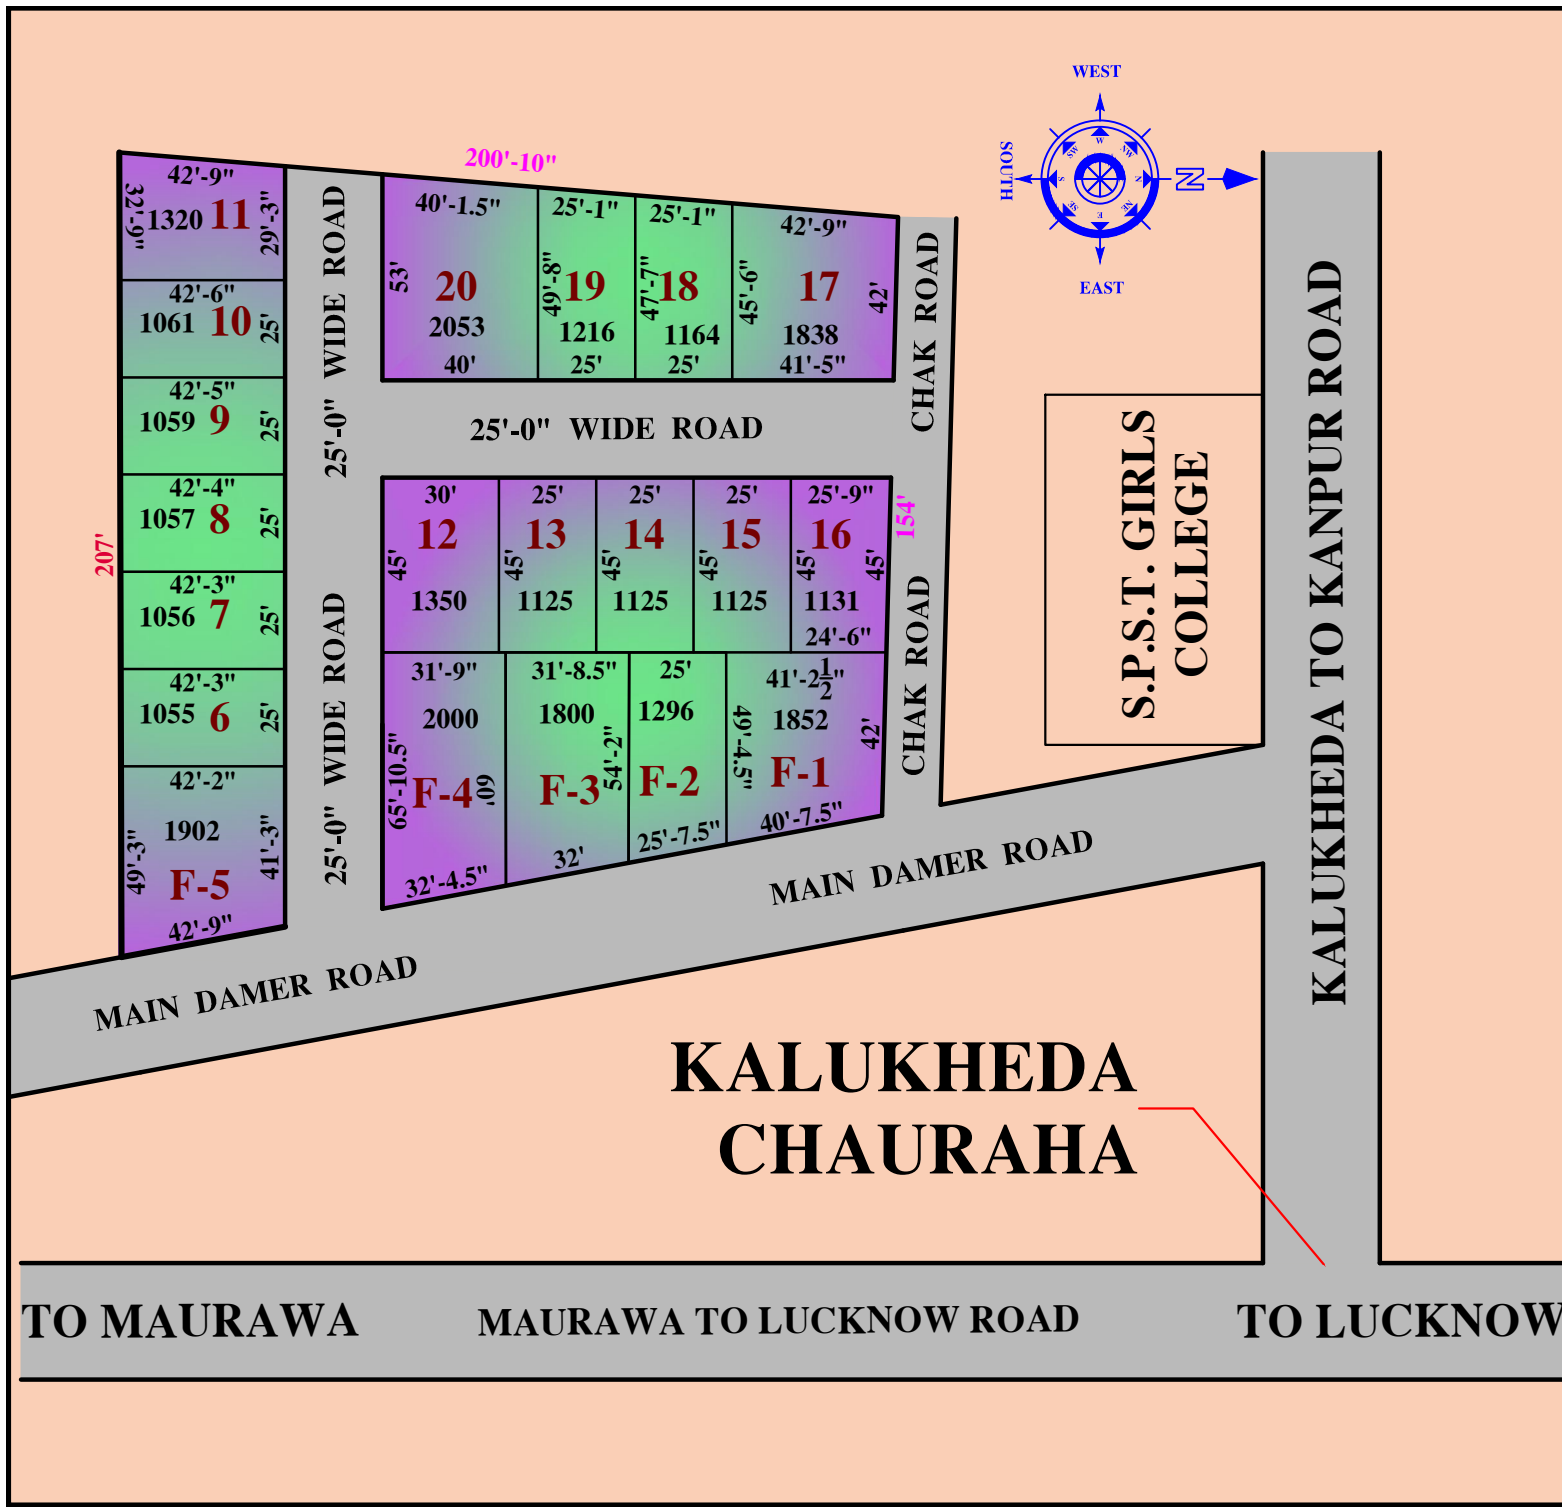 WEST
SOUTH
N
EAST
W
NW
N
NE
E
SE
S
SW
200'-10"
207'
154'
42'-9"
32'-9"
1320 11
29'-3"
42'-6"
1061 10
25'
42'-5"
1059 9
25'
42'-4"
1057 8
25'
42'-3"
1056 7
25'
42'-3"
1055 6
25'
42'-2"
1902
49'-3"
41'-3"
F-5
42'-9"
25'-0" WIDE ROAD
25'-0" WIDE ROAD
40'-1.5"
53'
20
2053
40'
25'-1"
49'-8"
19
1216
25'
25'-1"
47'-7"
18
1164
25'
42'-9"
45'-9"
17
42'
1838
41'-5"
25'-0" WIDE ROAD
CHAK ROAD
CHAK ROAD
30'
12
45'
1350
25'
13
45'
1125
25'
14
45'
1125
25'
15
45'
1125
25'-9"
16
45'
45'
1131
24'-6"
31'-9"
2000
65'-10.5"
F-4
60'
32'-4.5"
31'-8.5"
1800
54'-2"
F-3
32'
25'
1296
F-2
25'-7.5"
41'-2½"
1852
49'-4.5"
42'
F-1
40'-7.5"
S.P.S.T. GIRLS
COLLEGE
KALUKHEDA TO KANPUR ROAD
MAIN DAMER ROAD
MAIN DAMER ROAD
KALUKHEDA
CHAURAHA
TO MAURAWA
MAURAWA TO LUCKNOW ROAD
TO LUCKNOW